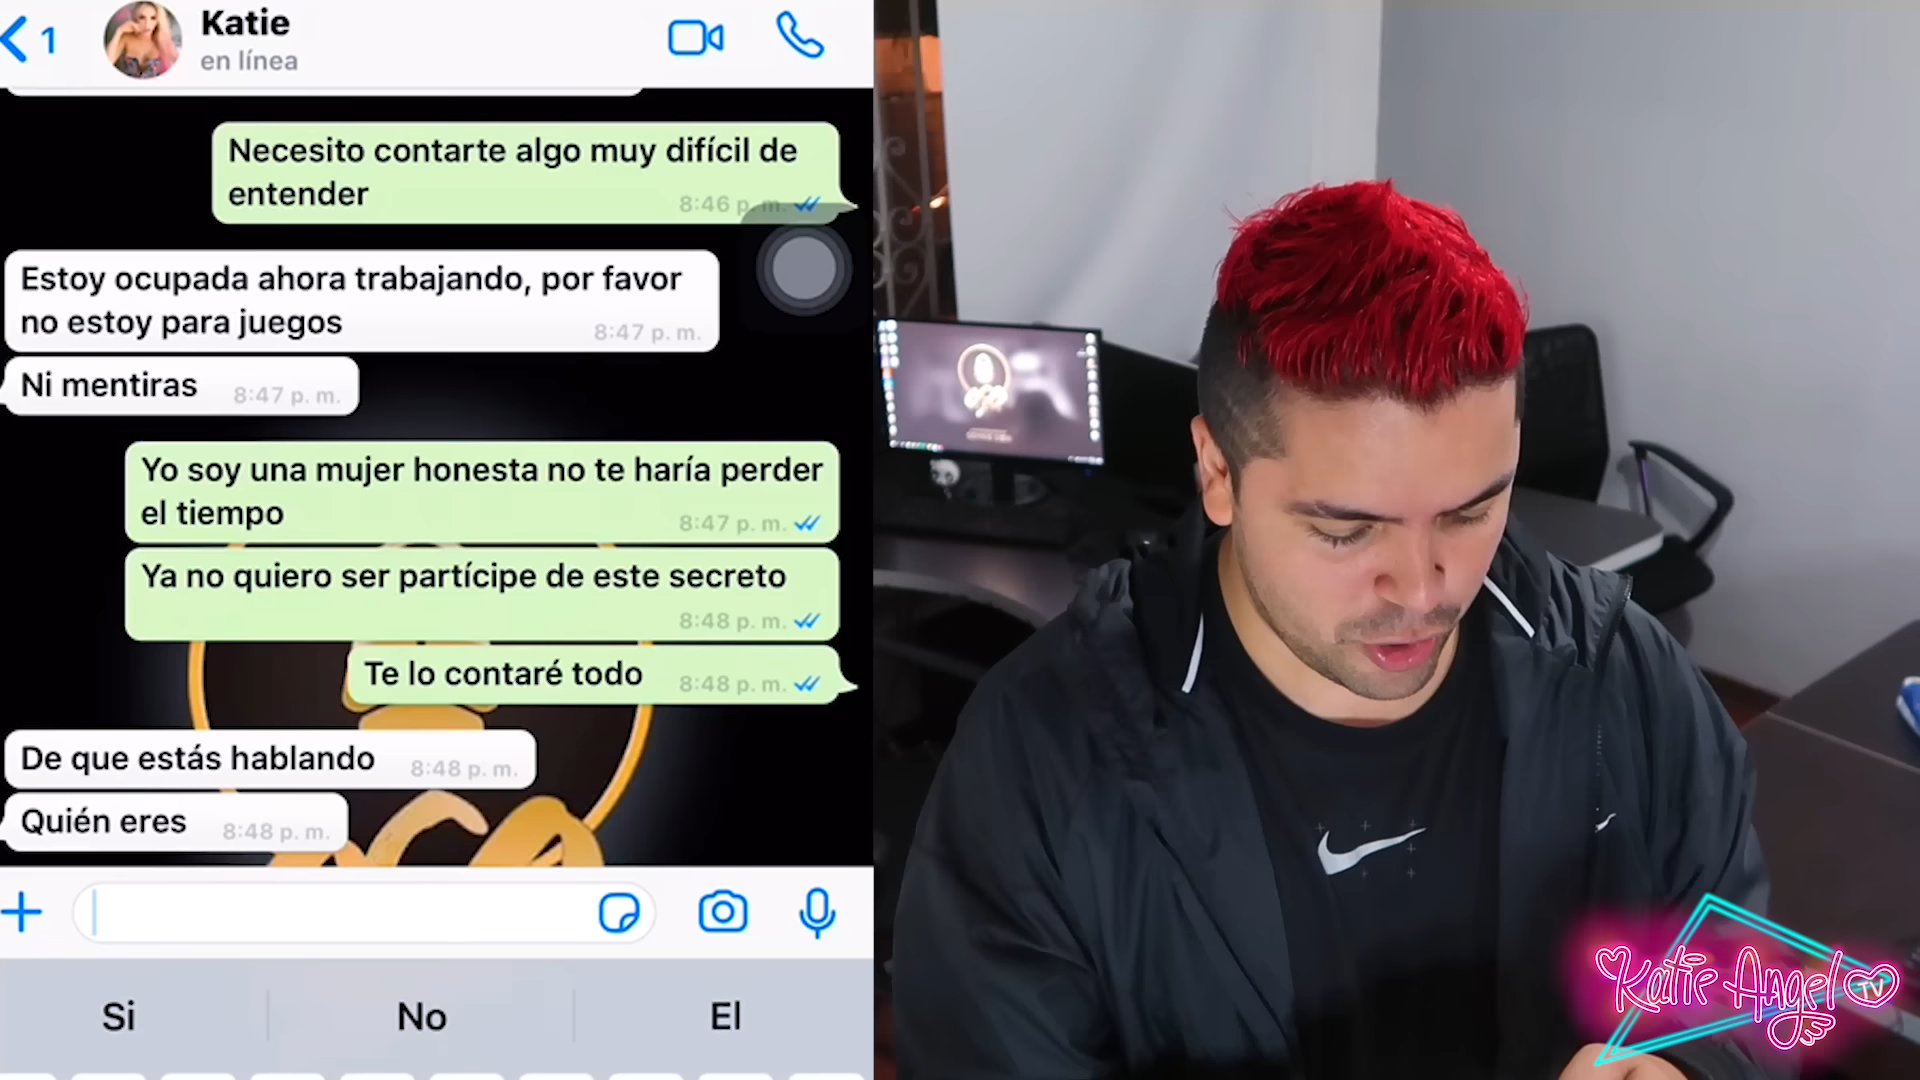 1
Katie
en línea
Necesito contarte algo muy difícil de
entender
8:46 p. m.
Estoy ocupada ahora trabajando, por favor
no estoy para juegos
8:47 p. m.
Ni mentiras
8:47 p. m.
Yo soy una mujer honesta no te haría perder
el tiempo
8:47 p. m.
Ya no quiero ser partícipe de este secreto
8:48 p. m.
Te lo contaré todo
8:48 p. m.
De que estás hablando
8:48 p. m.
Quién eres
8:48 p. m.
Si
No
El
Katie Angel
TV